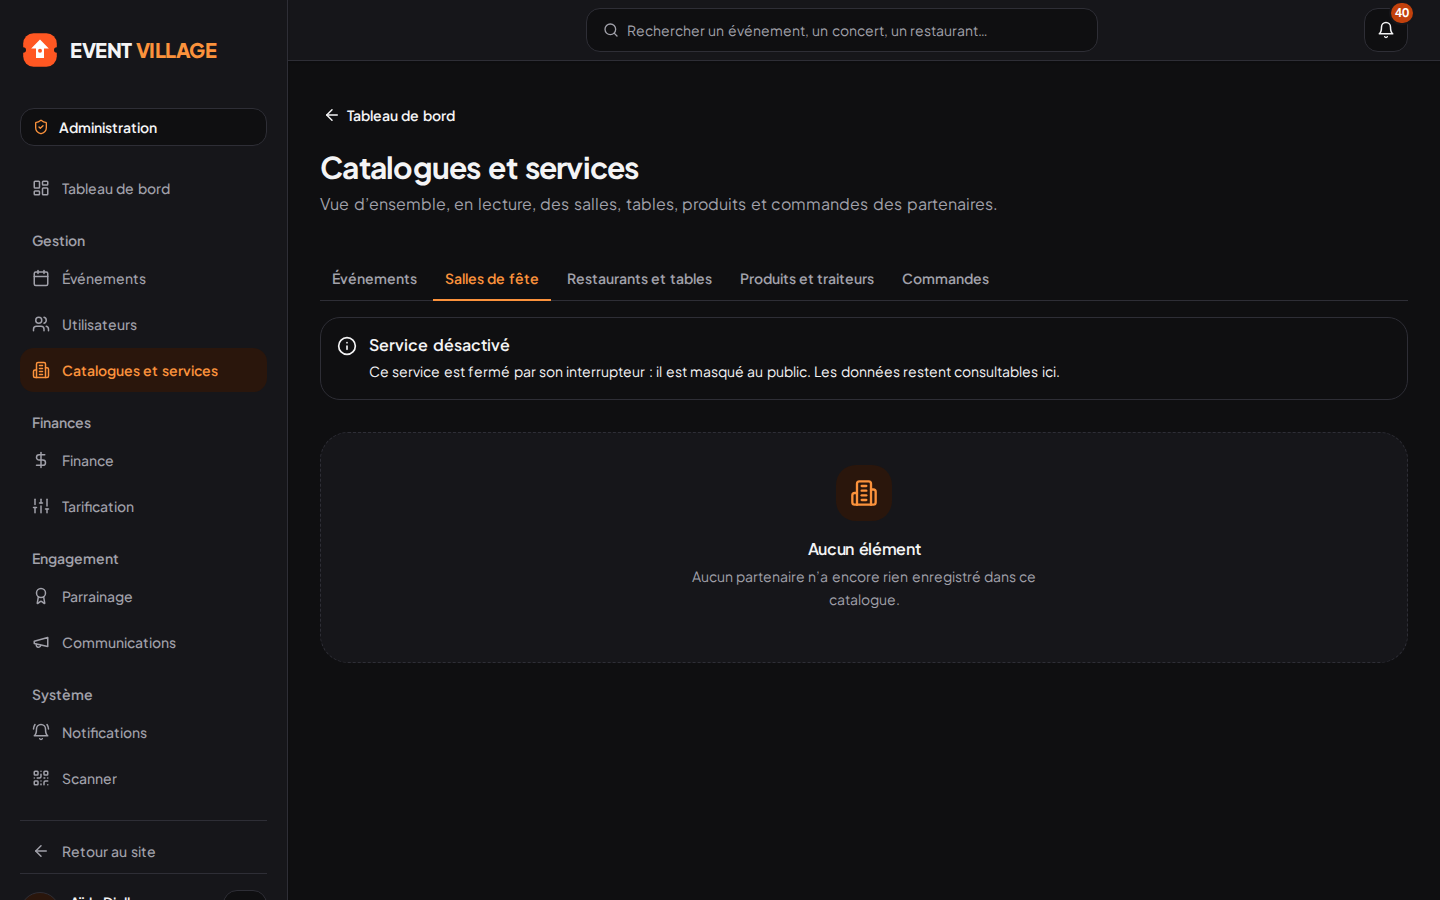 EVENT VILLAGE
Rechercher un événement, un concert, un restaurant...
40
Administration
Tableau de bord
Gestion
Événements
Utilisateurs
Catalogues et services
Finances
Finance
Tarification
Engagement
Parrainage
Communications
Système
Notifications
Scanner
Retour au site
Tableau de bord
Catalogues et services
Vue d’ensemble, en lecture, des salles, tables, produits et commandes des partenaires.
Événements
Salles de fête
Restaurants et tables
Produits et traiteurs
Commandes
Service désactivé
Ce service est fermé par son interrupteur : il est masqué au public. Les données restent consultables ici.
Aucun élément
Aucun partenaire n’a encore rien enregistré dans ce
catalogue.